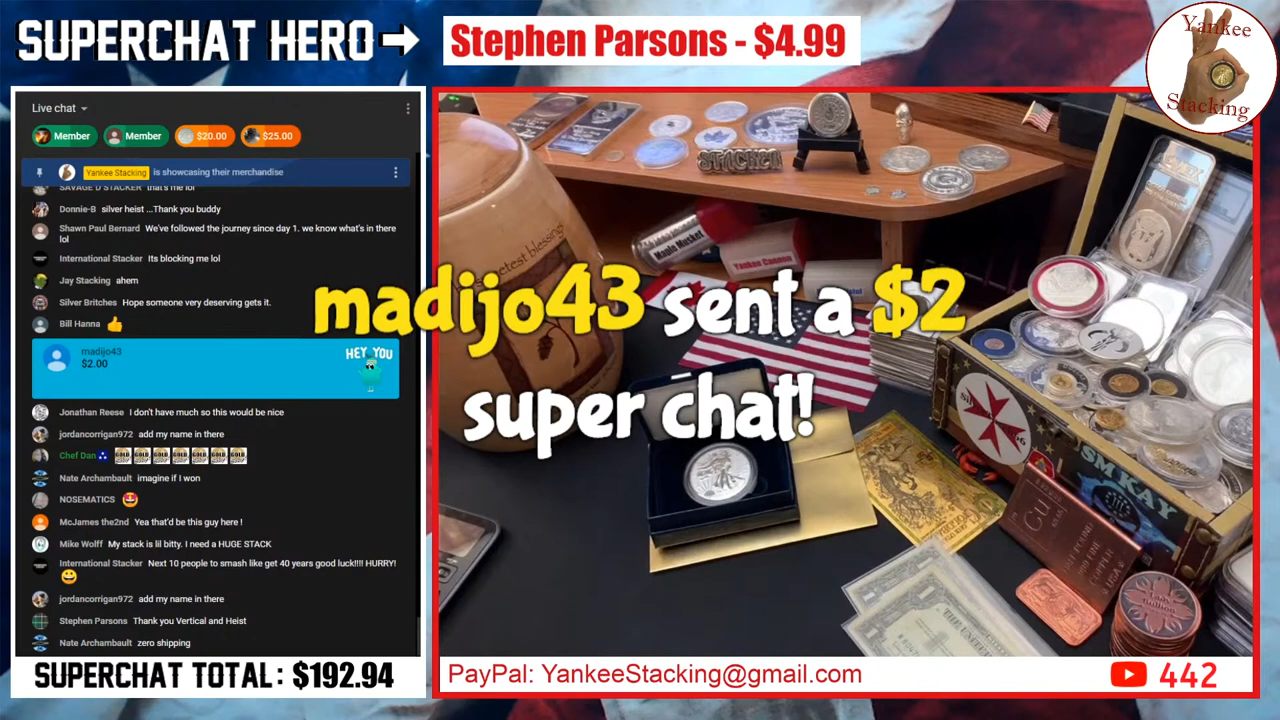 SUPERCHAT HERO
Stephen Parsons - $4.99
Yankee
Stacking
Live chat
Member
Member
$20.00
$25.00
Yankee Stacking is showcasing their merchandise
SAVAGE D STACKER that's me lol
Donnie-B silver heist ...Thank you buddy
Shawn Paul Bernard We've followed the journey since day 1. we know what's in there
lol
International Stacker Its blocking me lol
Jay Stacking ahem
Silver Britches Hope someone very deserving gets it.
Bill Hanna
madijo43
$2.00
HEY YOU
Jonathan Reese I don't have much so this would be nice
jordancorrigan972 add my name in there
Chef Dan
Nate Archambault imagine if I won
NOSEMATICS
McJames the2nd Yea that'd be this guy here !
Mike Wolff My stack is lil bitty. I need a HUGE STACK
International Stacker Next 10 people to smash like get 40 years good luck!!!! HURRY!
jordancorrigan972 add my name in there
Stephen Parsons Thank you Vertical and Heist
Nate Archambault zero shipping
SUPERCHAT TOTAL: $192.94
STACKER
Maple Musket
Yankee Cannon
etest blessing
madijo43 sent a $2
super chat!
SILVER
SMOKAY
Cu
FINE
COPPER
USA
PayPal: YankeeStacking@gmail.com
442